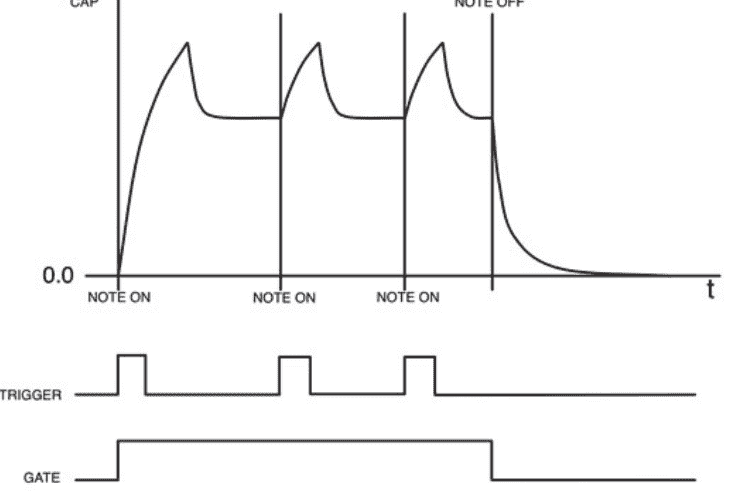 CAP
NOTE OFF
0.0
t
NOTE ON
NOTE ON
NOTE ON
TRIGGER
GATE